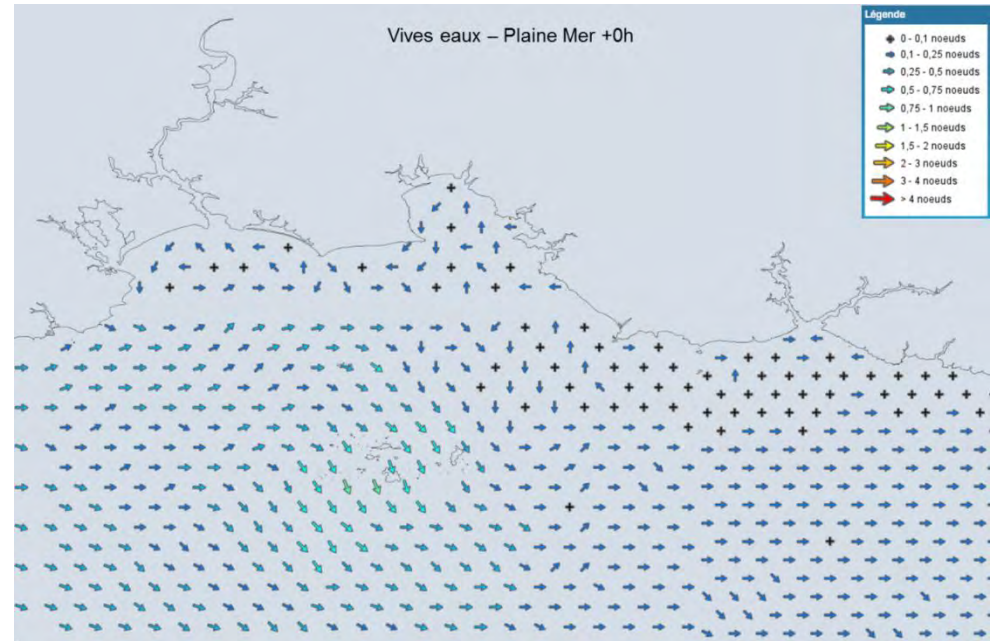 Vives eaux – Plaine Mer +0h
Légende
0 - 0,1 noeuds
0,1 - 0,25 noeuds
0,25 - 0,5 noeuds
0,5 - 0,75 noeuds
0,75 - 1 noeuds
1 - 1,5 noeuds
1,5 - 2 noeuds
2 - 3 noeuds
3 - 4 noeuds
> 4 noeuds